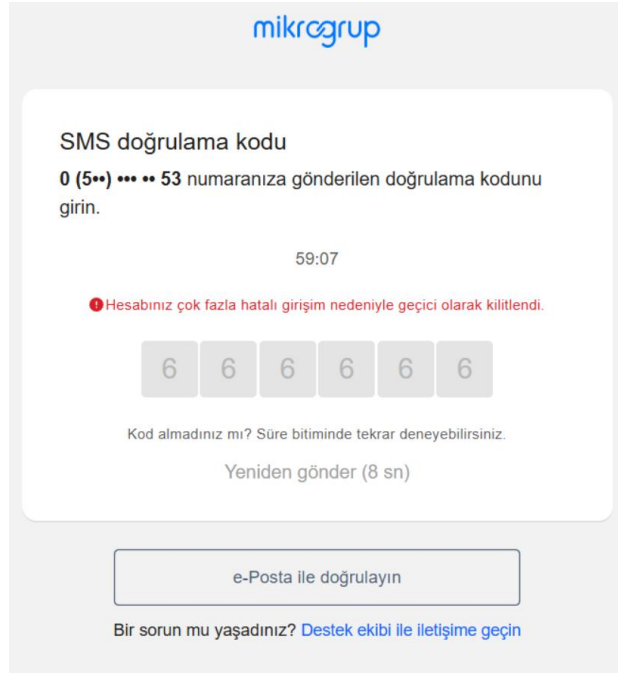 mikrogrup
SMS doğrulama kodu
0 (5••) ••• •• 53 numaranıza gönderilen doğrulama kodunu
girin.
59:07
Hesabınız çok fazla hatalı girişim nedeniyle geçici olarak kilitlendi.
6 6 6 6 6 6
Kod almadınız mı? Süre bitiminde tekrar deneyebilirsiniz.
Yeniden gönder (8 sn)
e-Posta ile doğrulayın
Bir sorun mu yaşadınız? Destek ekibi ile iletişime geçin